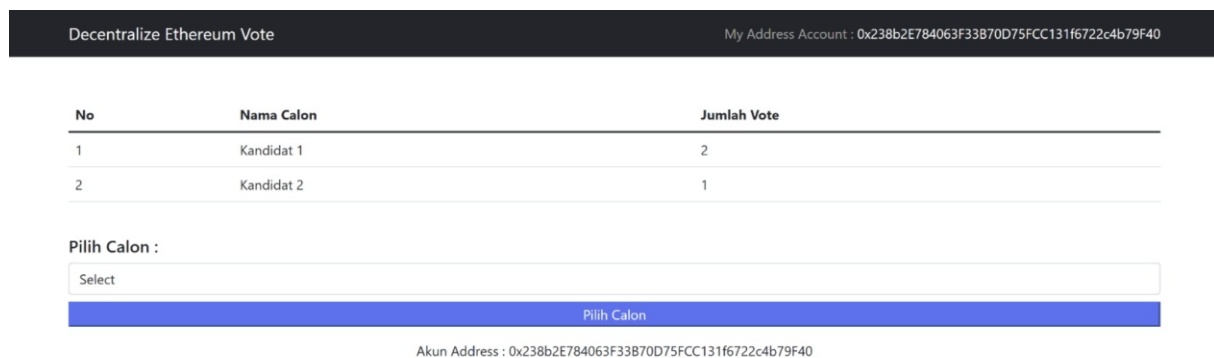 Decentralize Ethereum Vote My Address Account : 0x238b2E784063F33B70D75FCC131f6722c4b79F40
No Nama Calon Jumlah Vote
1 Kandidat 1 2
2 Kandidat 2 1
Pilih Calon :
Select
Pilih Calon
Akun Address : 0x238b2E784063F33B70D75FCC131f6722c4b79F40